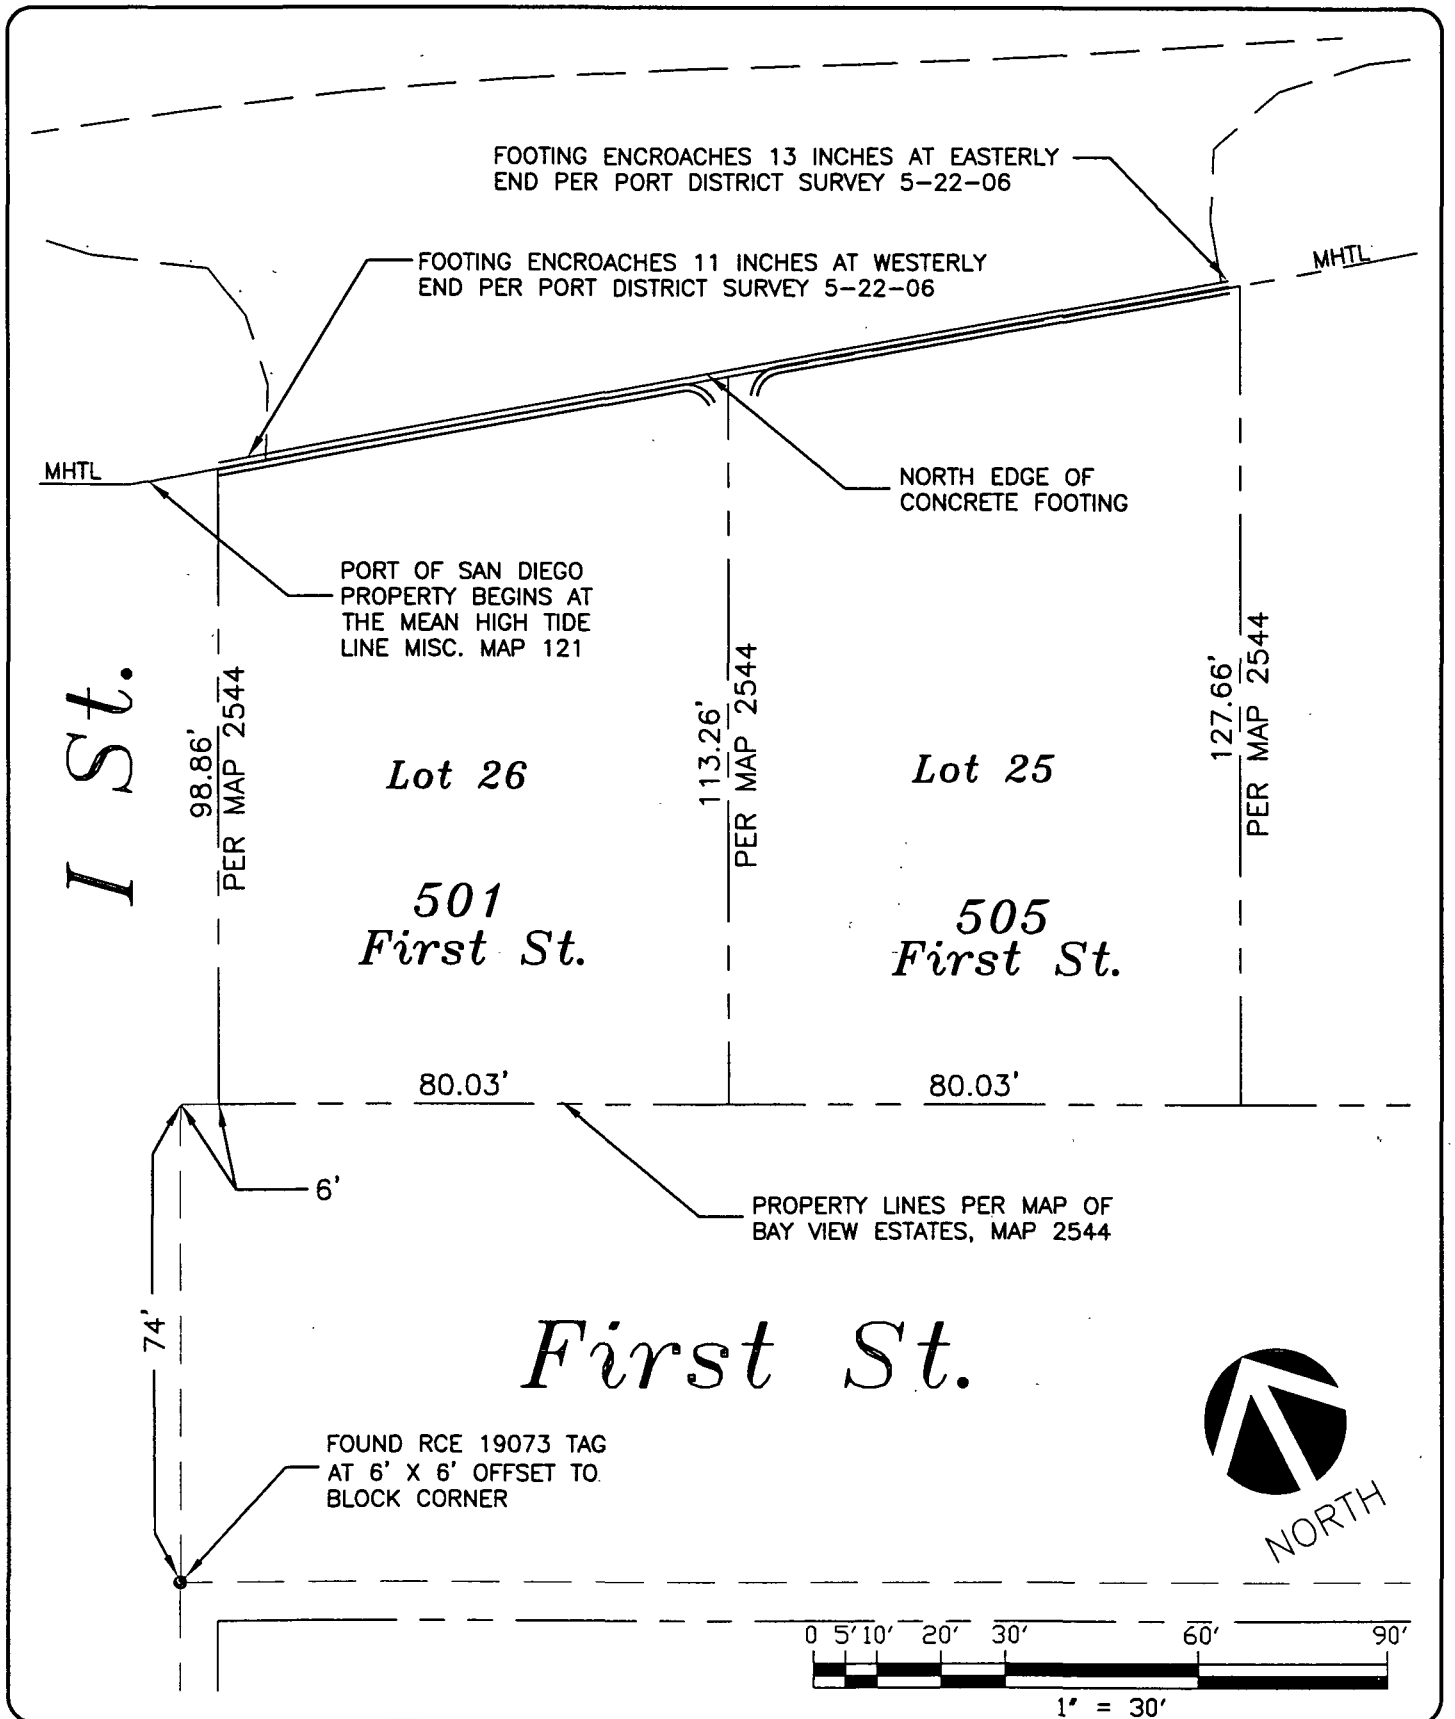 FOOTING ENCROACHES 13 INCHES AT EASTERLY
END PER PORT DISTRICT SURVEY 5-22-06
FOOTING ENCROACHES 11 INCHES AT WESTERLY
END PER PORT DISTRICT SURVEY 5-22-06
MHTL
MHTL
NORTH EDGE OF
CONCRETE FOOTING
PORT OF SAN DIEGO
PROPERTY BEGINS AT
THE MEAN HIGH TIDE
LINE MISC. MAP 121
I St.
98.86'
PER MAP 2544
Lot 26
501
First St.
113.26'
PER MAP 2544
Lot 25
505
First St.
127.66'
PER MAP 2544
80.03'
80.03'
6'
74'
PROPERTY LINES PER MAP OF
BAY VIEW ESTATES, MAP 2544
First St.
FOUND RCE 19073 TAG
AT 6' X 6' OFFSET TO
BLOCK CORNER
NORTH
0 5' 10' 20' 30' 60' 90'
1" = 30'